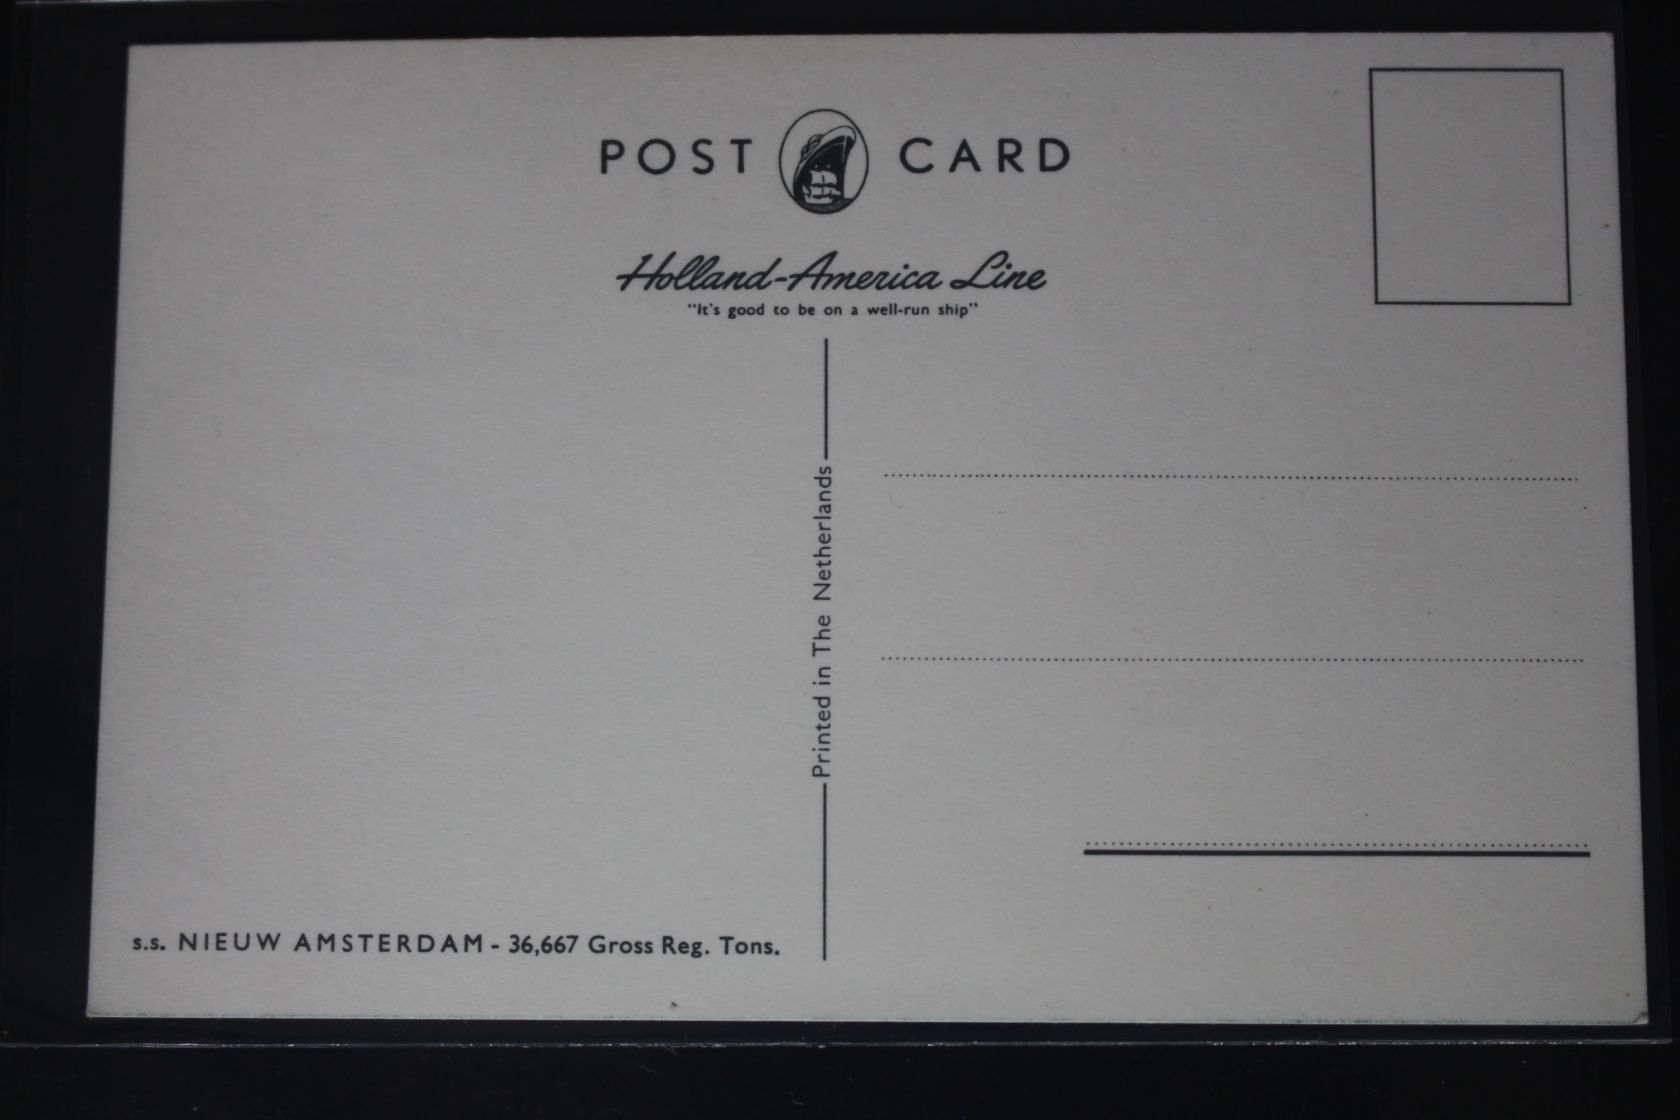 POST CARD
Holland-America Line
"It's good to be on a well-run ship"
Printed in The Netherlands
s.s. NIEUW AMSTERDAM - 36,667 Gross Reg. Tons.